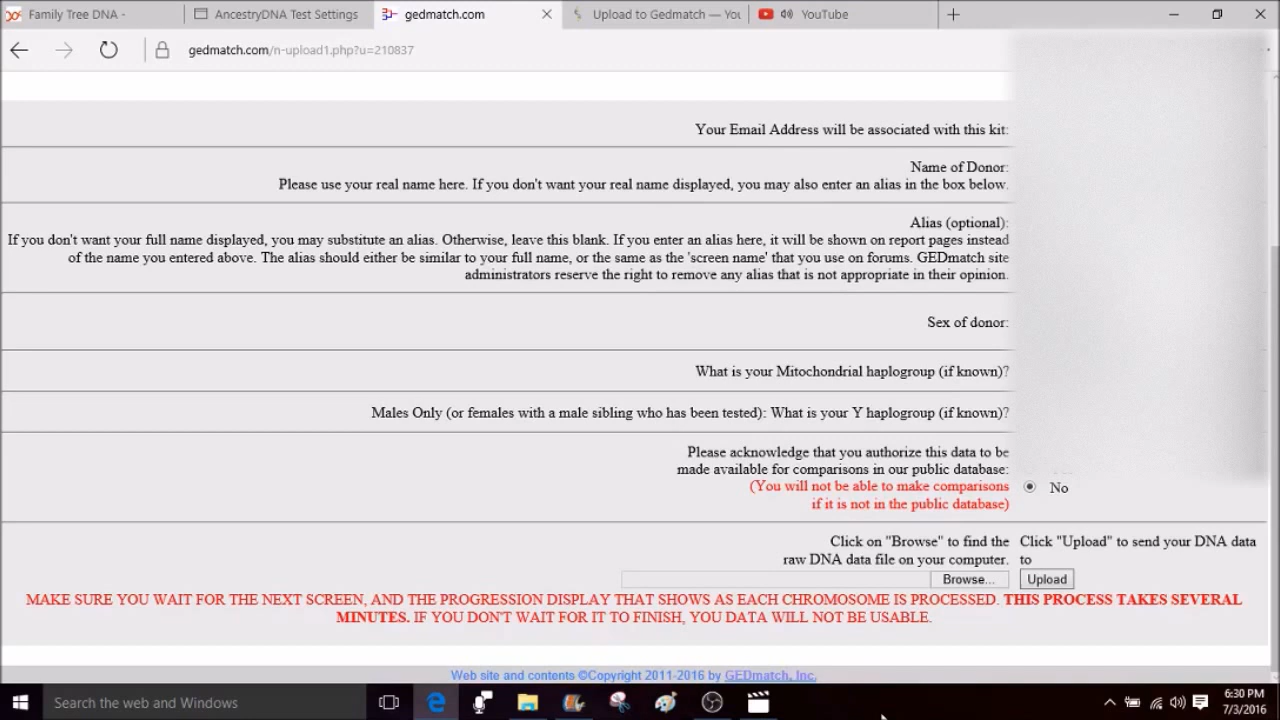 Family Tree DNA -
AncestryDNA Test Settings
gedmatch.com
Upload to Gedmatch — You
YouTube
gedmatch.com/n-upload1.php?u=210837
Your Email Address will be associated with this kit:
Name of Donor:
Please use your real name here. If you don't want your real name displayed, you may also enter an alias in the box below.
Alias (optional):
If you don't want your full name displayed, you may substitute an alias. Otherwise, leave this blank. If you enter an alias here, it will be shown on report pages instead
of the name you entered above. The alias should either be similar to your full name, or the same as the 'screen name' that you use on forums. GEDmatch site
administrators reserve the right to remove any alias that is not appropriate in their opinion.
Sex of donor:
What is your Mitochondrial haplogroup (if known)?
Males Only (or females with a male sibling who has been tested): What is your Y haplogroup (if known)?
Please acknowledge that you authorize this data to be
made available for comparisons in our public database:
(You will not be able to make comparisons
if it is not in the public database)
No
Click on "Browse" to find the
raw DNA data file on your computer.
Browse...
Click "Upload" to send your DNA data
to
Upload
MAKE SURE YOU WAIT FOR THE NEXT SCREEN, AND THE PROGRESSION DISPLAY THAT SHOWS AS EACH CHROMOSOME IS PROCESSED. THIS PROCESS TAKES SEVERAL
MINUTES. IF YOU DON'T WAIT FOR IT TO FINISH, YOU DATA WILL NOT BE USABLE.
Web site and contents ©Copyright 2011-2016 by GEDmatch, Inc.
Search the web and Windows
6:30 PM
7/3/2016